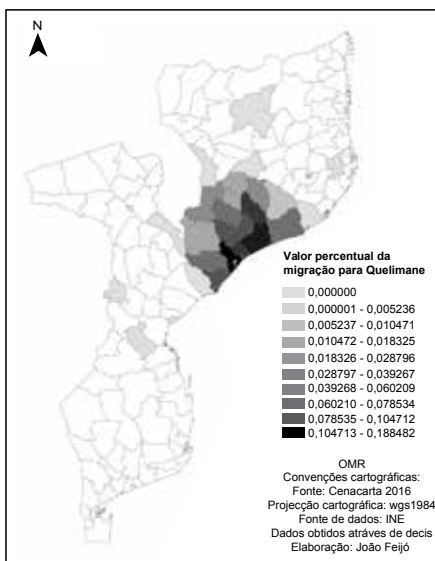 N
Valor percentual da
migração para Quelimane
0,000000
0,000001 - 0,005236
0,005237 - 0,010471
0,010472 - 0,018325
0,018326 - 0,028796
0,028797 - 0,039267
0,039268 - 0,060209
0,060210 - 0,078534
0,078535 - 0,104712
0,104713 - 0,188482
OMR
Convenções cartográficas:
Fonte: Cenacarta 2016
Projecção cartográfica: wgs1984
Fonte de dados: INE
Dados obtidos atráves de decis
Elaboração: João Feijó